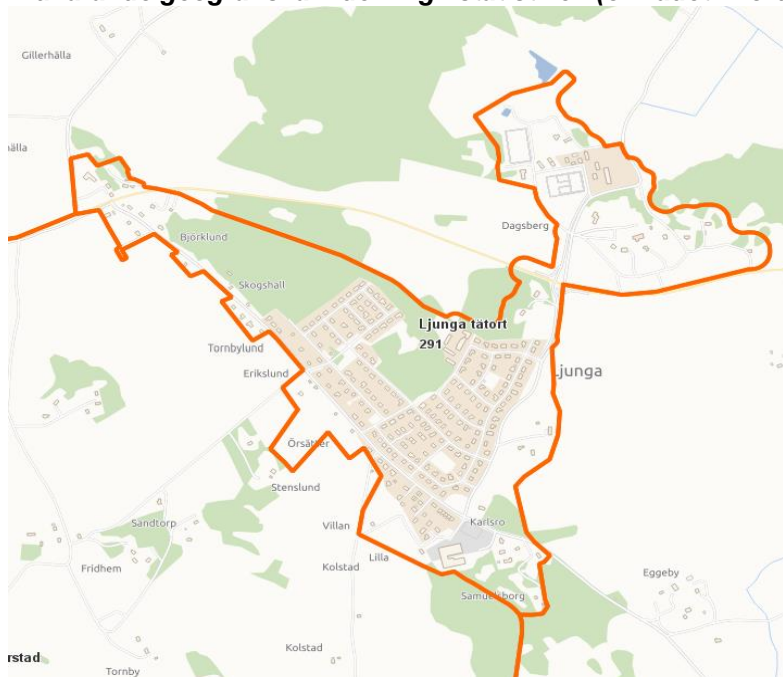 Gillerhälla
Dagsberg
Björklund
Skogshall
Ljunga tätort
291
Tornbylund
Erikslund
Ljunga
Örsätter
Stenslund
Sandtorp
Villan
Karlsro
Lilla
Fridhem
Kolstad
Eggeby
Samuelsborg
Kolstad
rstad
Tornby